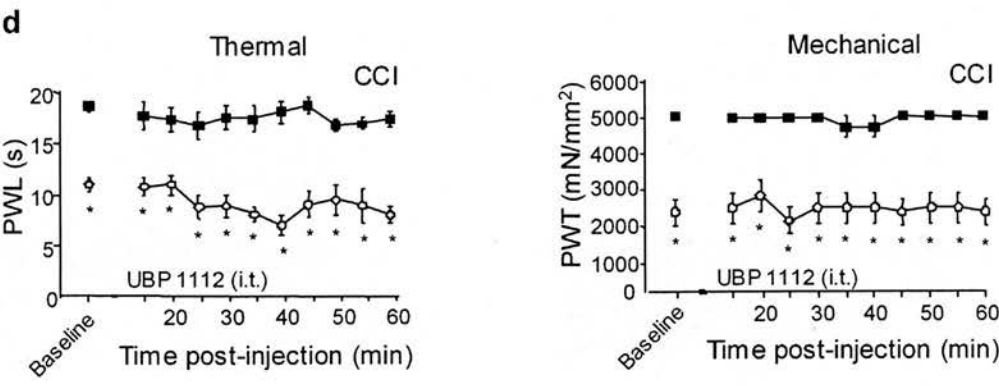 d
Thermal
CCI
20
15
10
5
0
PWL (s)
* * * * * * * * * * *
UBP 1112 (i.t.)
Baseline
20 30 40 50 60
Time post-injection (min)
Mechanical
CCI
6000
5000
4000
3000
2000
1000
0
PWT (mN/mm²)
* * * * * * * * * * *
UBP 1112 (i.t.)
Baseline
20 30 40 50 60
Time post-injection (min)